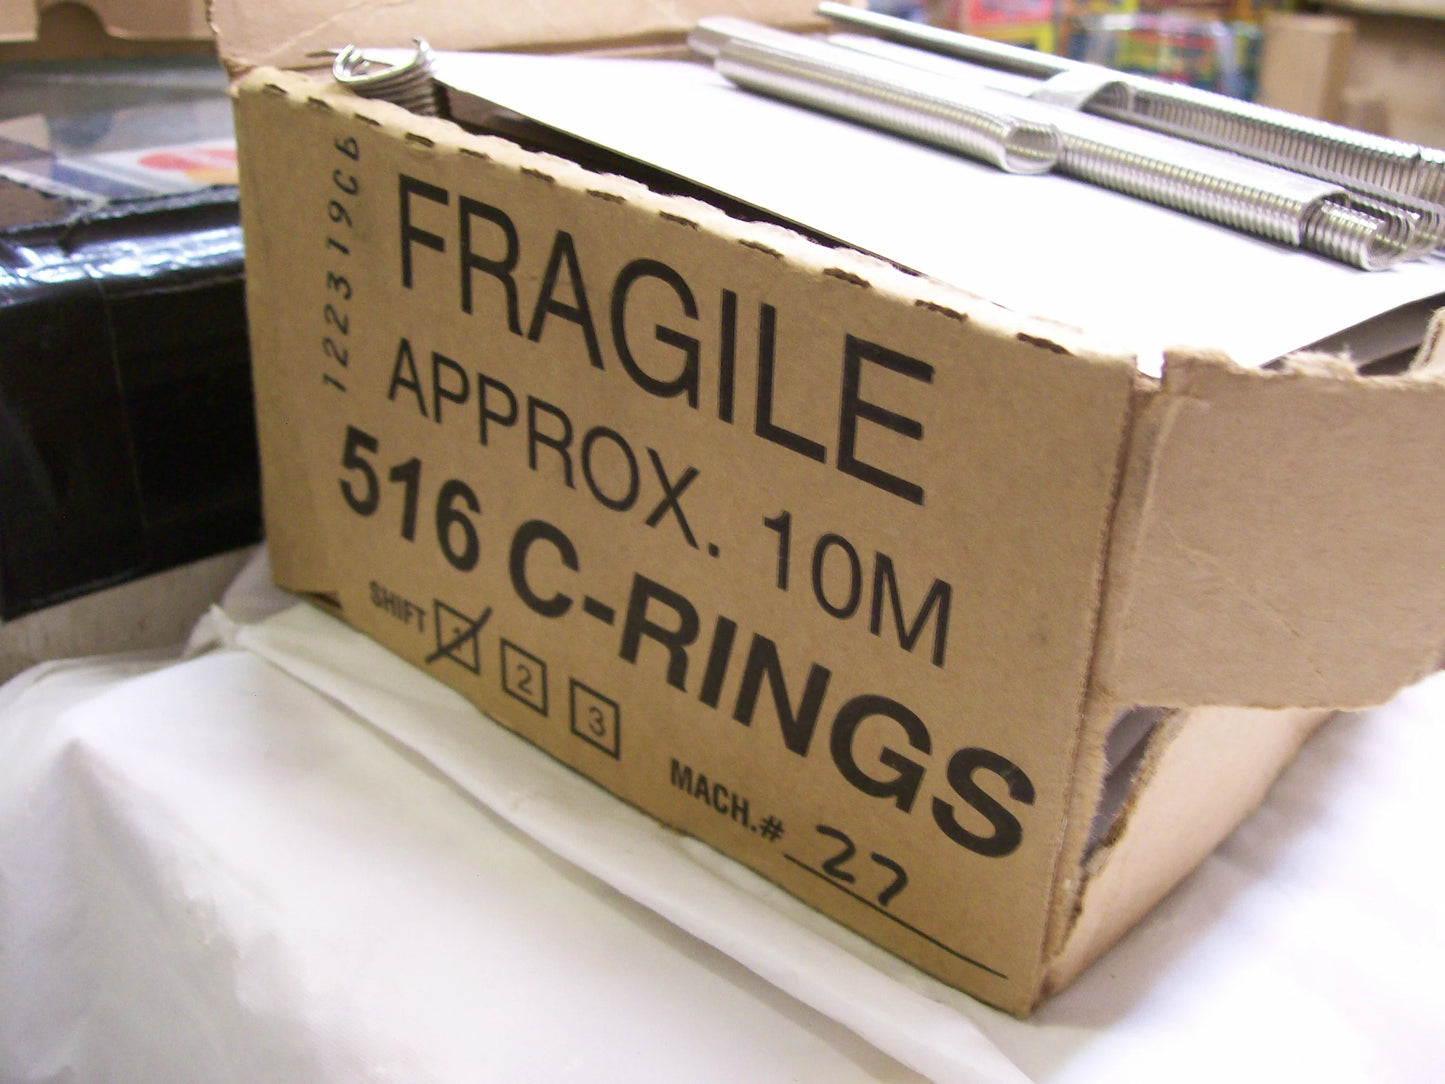 122319C6
FRAGILE
APPROX. 10M
516 C-RINGS
SHIFT 1 2 3
MACH.# 27